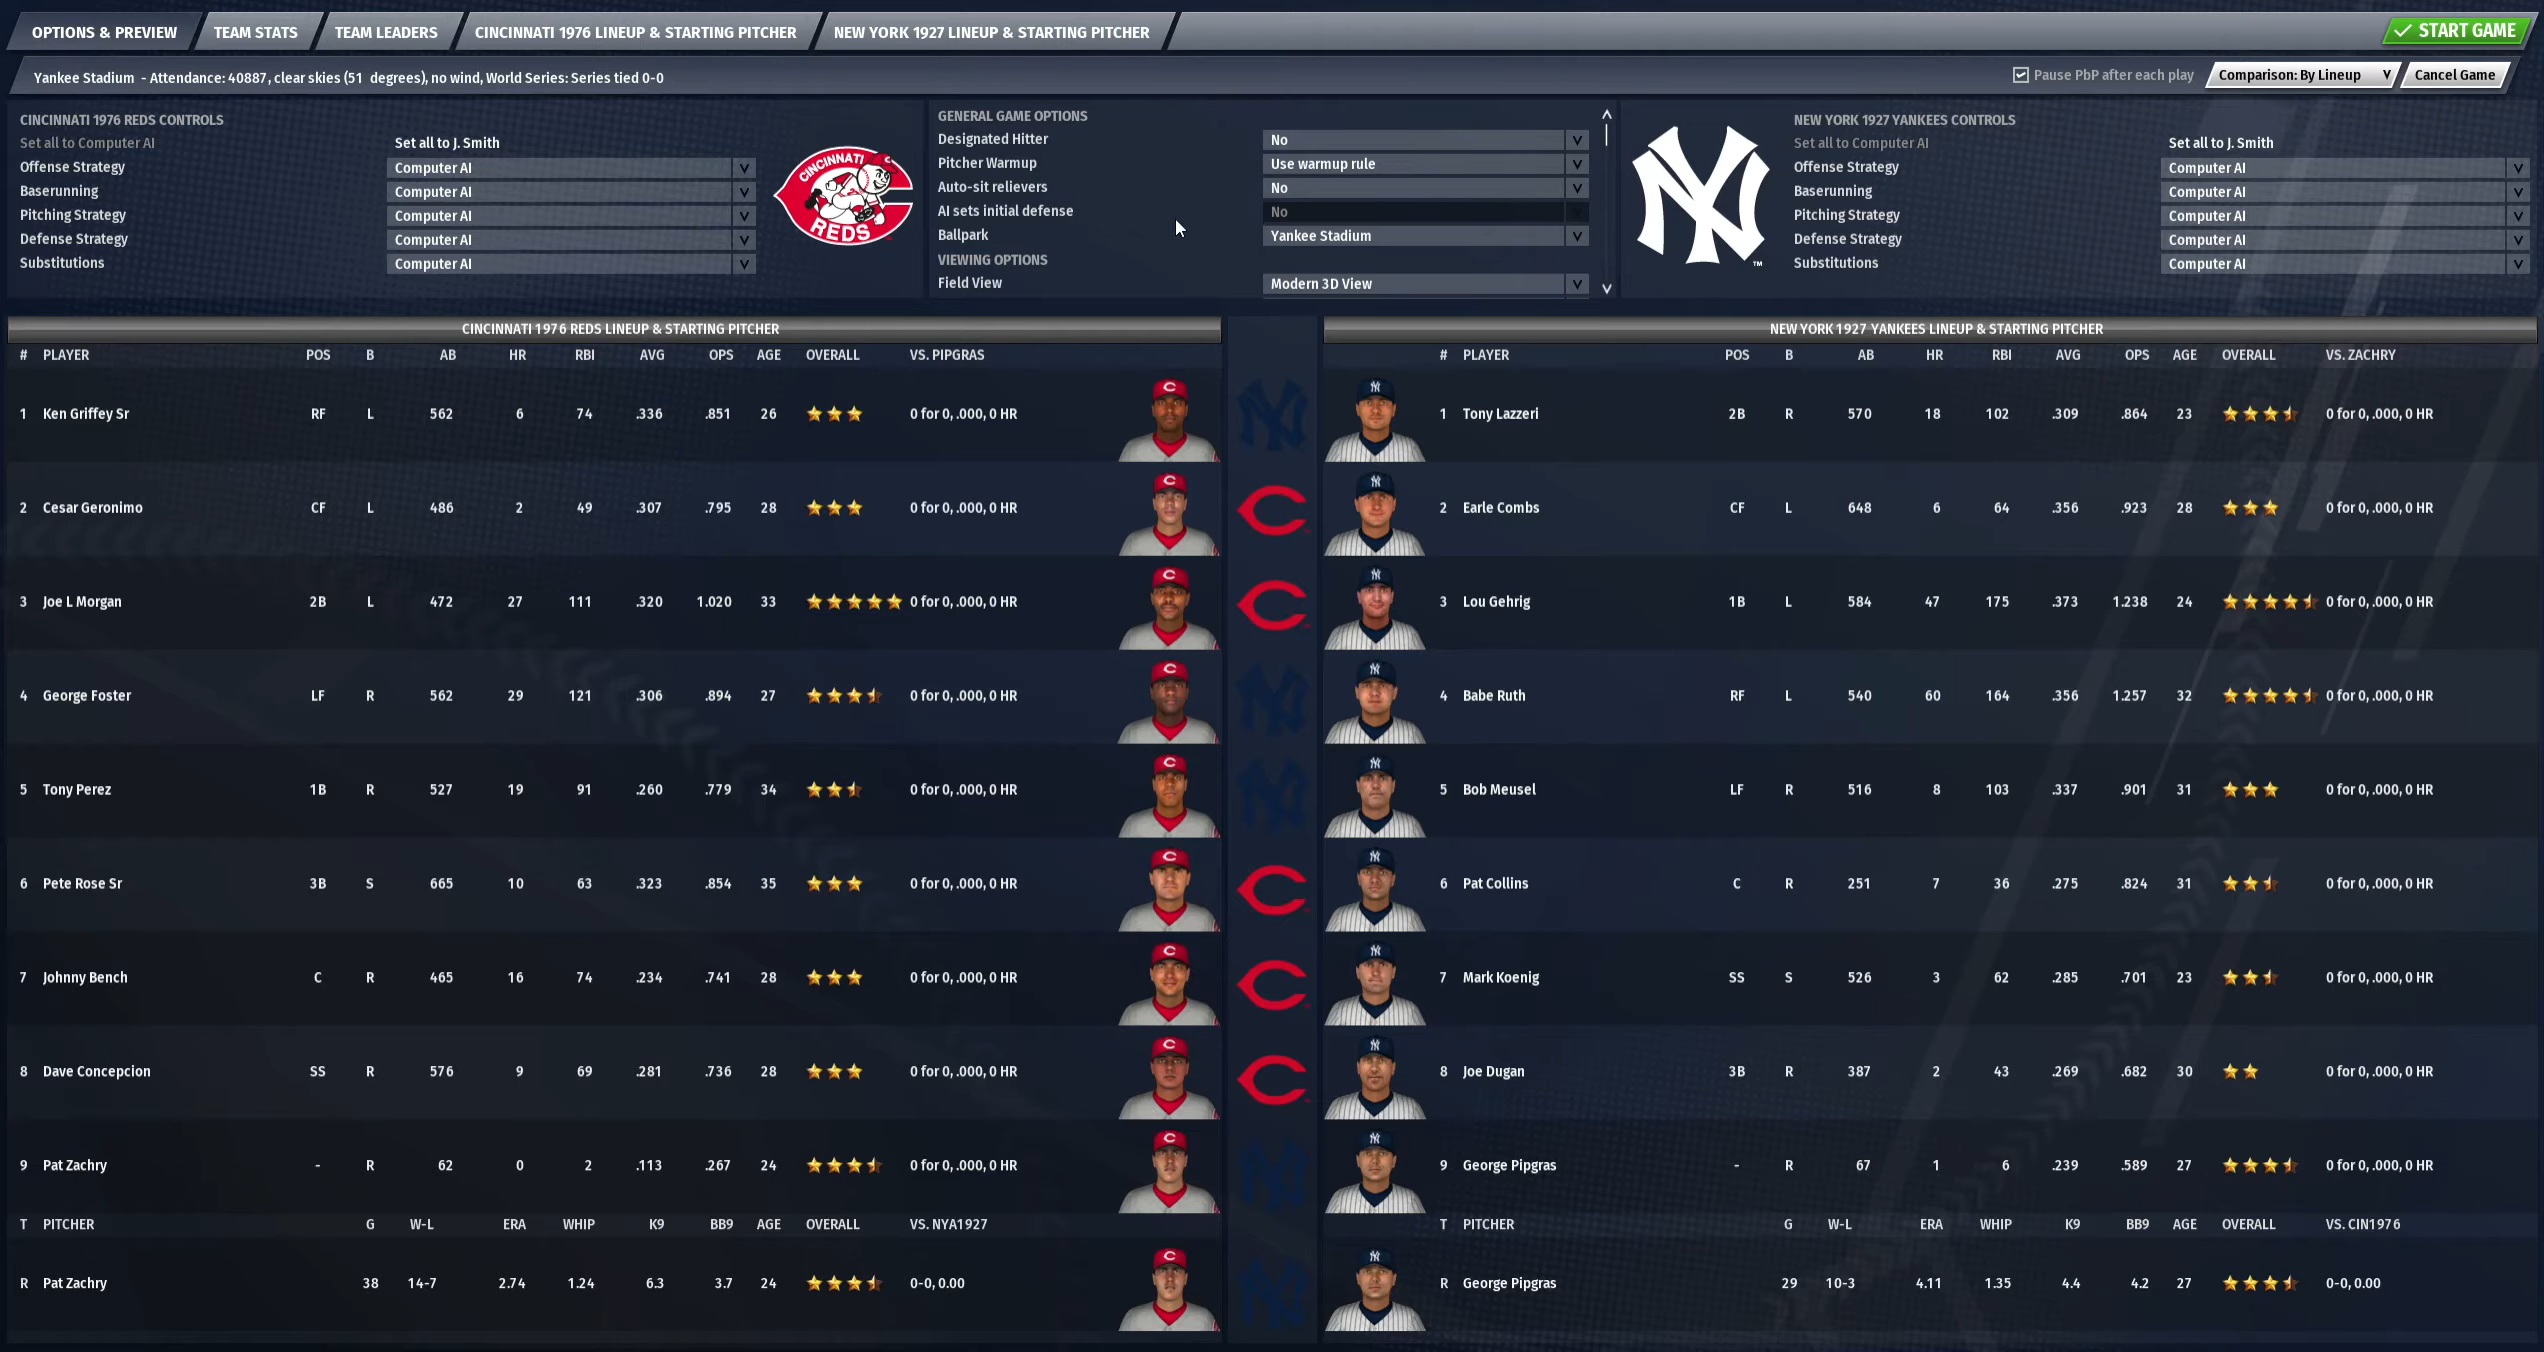 OPTIONS & PREVIEW TEAM STATS TEAM LEADERS CINCINNATI 1976 LINEUP & STARTING PITCHER NEW YORK 1927 LINEUP & STARTING PITCHER START GAME
Yankee Stadium - Attendance: 40887, clear skies (51 degrees), no wind, World Series: Series tied 0-0 Pause PbP after each play Comparison: By Lineup Cancel Game
CINCINNATI 1976 REDS CONTROLS
Set all to Computer AI Set all to J. Smith
Offense Strategy Computer AI
Baserunning Computer AI
Pitching Strategy Computer AI
Defense Strategy Computer AI
Substitutions Computer AI
CINCINNATI
REDS
GENERAL GAME OPTIONS
Designated Hitter No
Pitcher Warmup Use warmup rule
Auto-sit relievers No
AI sets initial defense No
Ballpark Yankee Stadium
VIEWING OPTIONS
Field View Modern 3D View
NY
TM
NEW YORK 1927 YANKEES CONTROLS
Set all to Computer AI Set all to J. Smith
Offense Strategy Computer AI
Baserunning Computer AI
Pitching Strategy Computer AI
Defense Strategy Computer AI
Substitutions Computer AI
CINCINNATI 1976 REDS LINEUP & STARTING PITCHER
# PLAYER POS B AB HR RBI AVG OPS AGE OVERALL VS. PIPGRAS
1 Ken Griffey Sr RF L 562 6 74 .336 .851 26 0 for 0, .000, 0 HR
2 Cesar Geronimo CF L 486 2 49 .307 .795 28 0 for 0, .000, 0 HR
3 Joe L Morgan 2B L 472 27 111 .320 1.020 33 0 for 0, .000, 0 HR
4 George Foster LF R 562 29 121 .306 .894 27 0 for 0, .000, 0 HR
5 Tony Perez 1B R 527 19 91 .260 .779 34 0 for 0, .000, 0 HR
6 Pete Rose Sr 3B S 665 10 63 .323 .854 35 0 for 0, .000, 0 HR
7 Johnny Bench C R 465 16 74 .234 .741 28 0 for 0, .000, 0 HR
8 Dave Concepcion SS R 576 9 69 .281 .736 28 0 for 0, .000, 0 HR
9 Pat Zachry - R 62 0 2 .113 .267 24 0 for 0, .000, 0 HR
T PITCHER G W-L ERA WHIP K9 BB9 AGE OVERALL VS. NYA1927
R Pat Zachry 38 14-7 2.74 1.24 6.3 3.7 24 0-0, 0.00
NEW YORK 1927 YANKEES LINEUP & STARTING PITCHER
# PLAYER POS B AB HR RBI AVG OPS AGE OVERALL VS. ZACHRY
1 Tony Lazzeri 2B R 570 18 102 .309 .864 23 0 for 0, .000, 0 HR
2 Earle Combs CF L 648 6 64 .356 .923 28 0 for 0, .000, 0 HR
3 Lou Gehrig 1B L 584 47 175 .373 1.238 24 0 for 0, .000, 0 HR
4 Babe Ruth RF L 540 60 164 .356 1.257 32 0 for 0, .000, 0 HR
5 Bob Meusel LF R 516 8 103 .337 .901 31 0 for 0, .000, 0 HR
6 Pat Collins C R 251 7 36 .275 .824 31 0 for 0, .000, 0 HR
7 Mark Koenig SS S 526 3 62 .285 .701 23 0 for 0, .000, 0 HR
8 Joe Dugan 3B R 387 2 43 .269 .682 30 0 for 0, .000, 0 HR
9 George Pipgras - R 67 1 6 .239 .589 27 0 for 0, .000, 0 HR
T PITCHER G W-L ERA WHIP K9 BB9 AGE OVERALL VS. CIN1976
R George Pipgras 29 10-3 4.11 1.35 4.4 4.2 27 0-0, 0.00